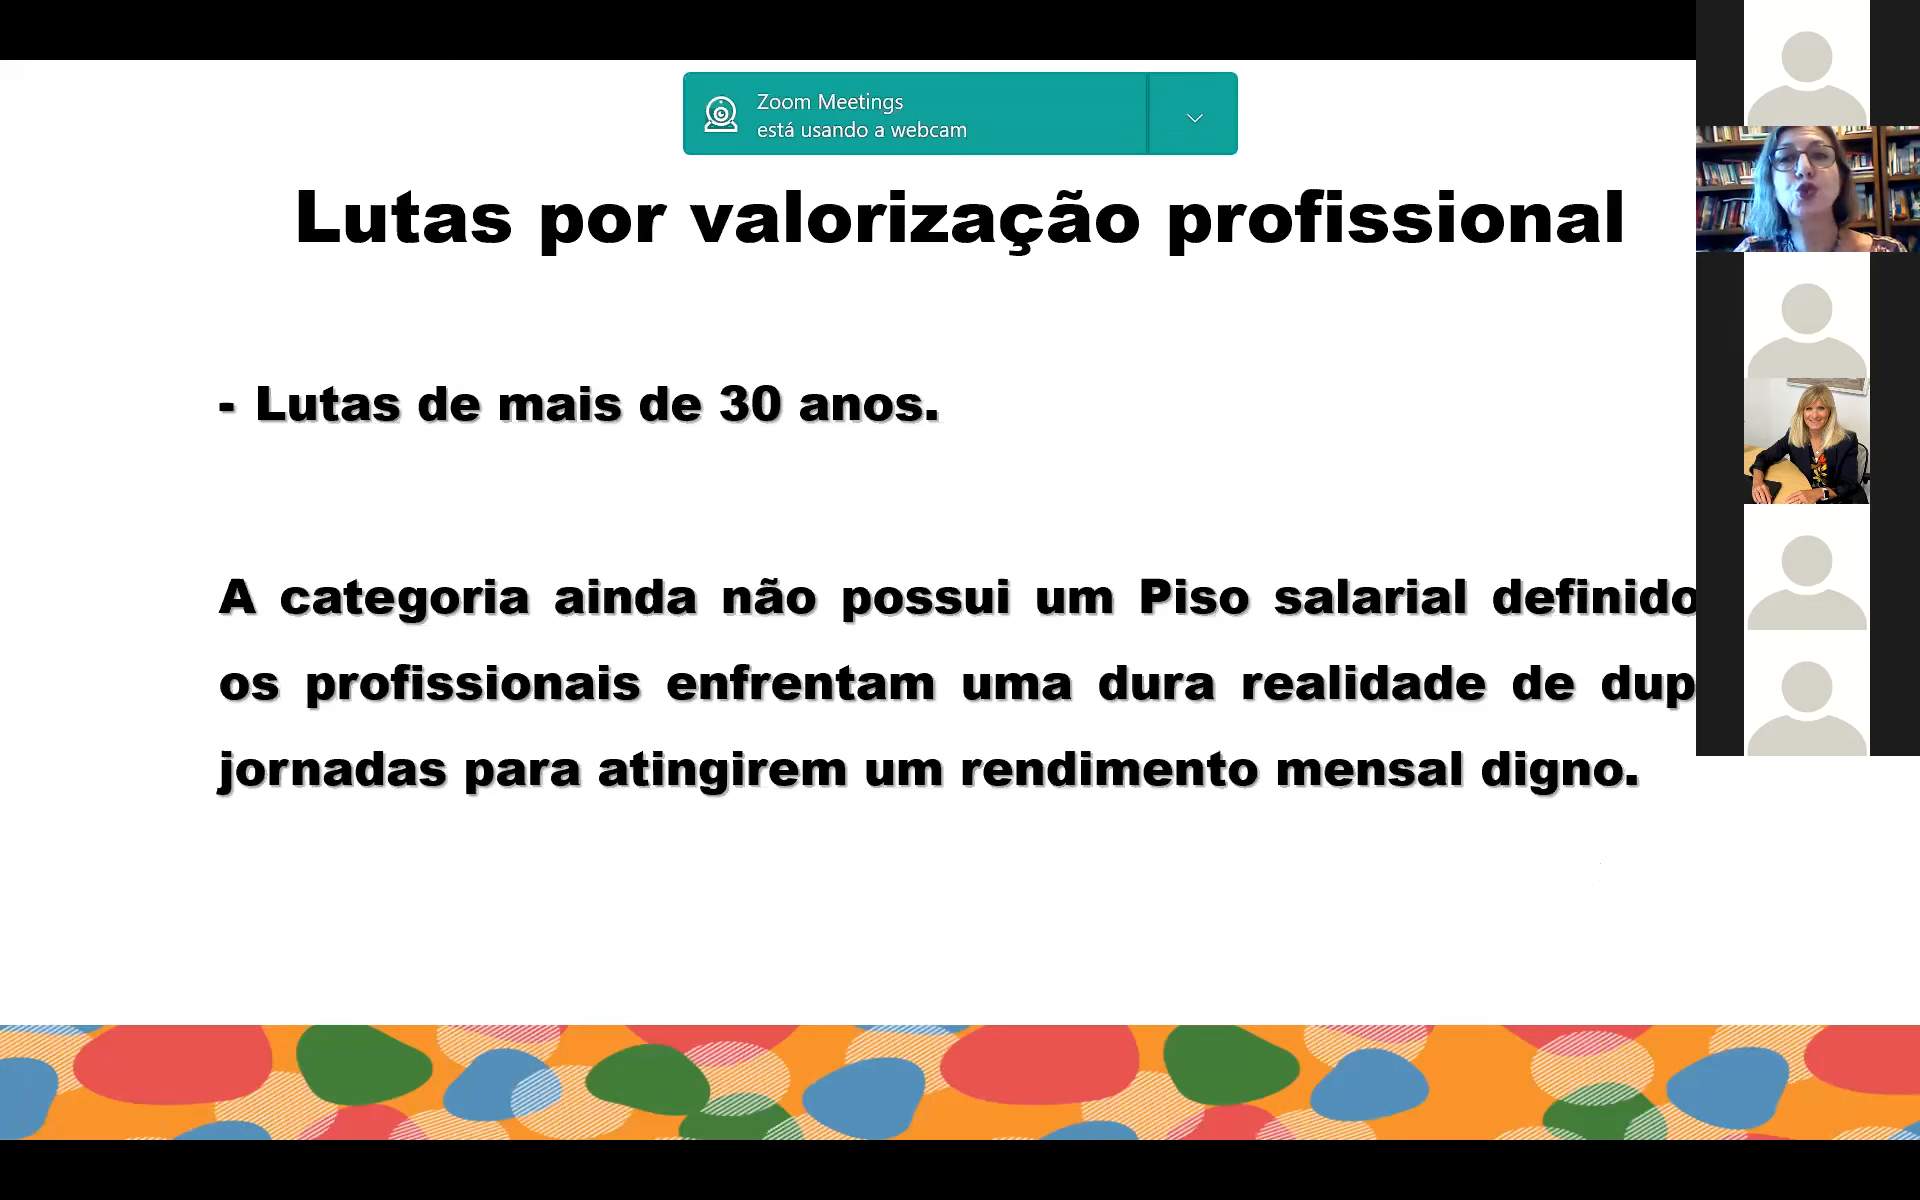 Zoom Meetings
está usando a webcam
Lutas por valorização profissional
- Lutas de mais de 30 anos.
A categoria ainda não possui um Piso salarial definido
os profissionais enfrentam uma dura realidade de
jornadas para atingirem um rendimento mensal digno.